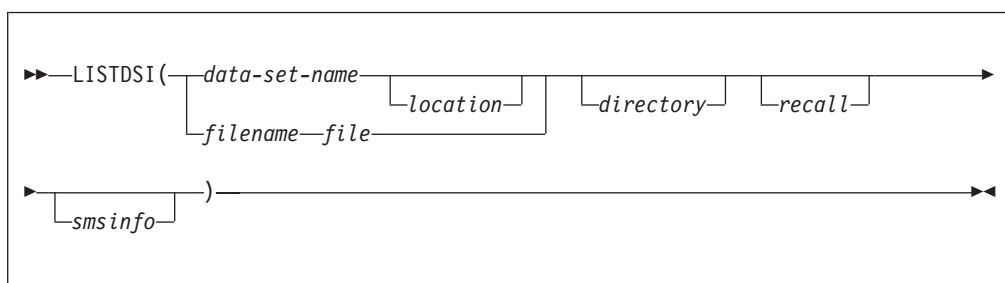 LISTDSI( data-set-name
location directory recall
filename file
smsinfo )